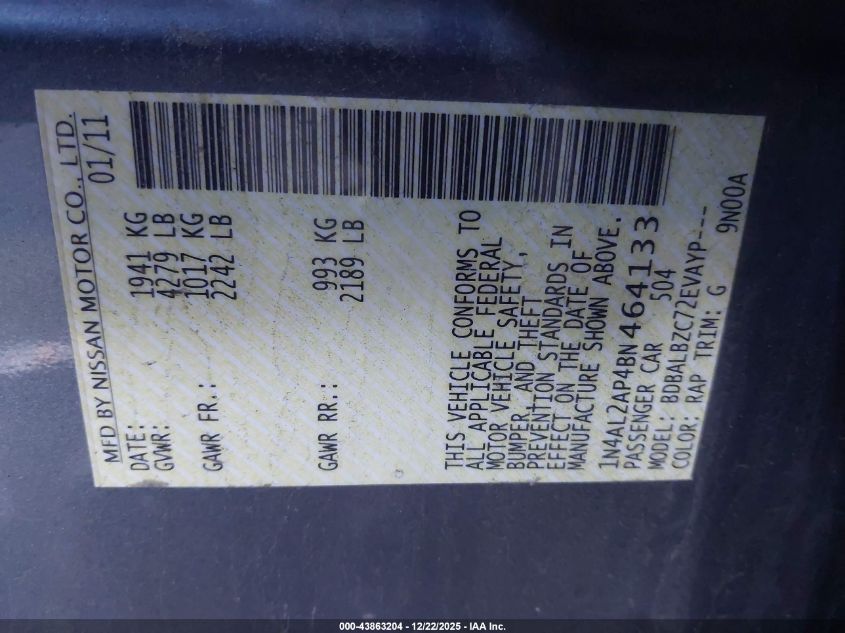 MFD BY NISSAN MOTOR CO., LTD.
DATE: 01/11
GVWR: 1941 KG
4279 LB
GAWR FR.: 1017 KG
2242 LB
GAWR RR.: 993 KG
2189 LB
THIS VEHICLE CONFORMS TO
ALL APPLICABLE FEDERAL
MOTOR VEHICLE SAFETY,
BUMPER, AND THEFT
PREVENTION STANDARDS IN
EFFECT ON THE DATE OF
MANUFACTURE SHOWN ABOVE.
1N4AL2AP4BN464133
PASSENGER CAR 504
MODEL: BDBALBZC72EVAYP---
COLOR: RAP TRIM: G 9N00A
000-43863204 - 12/22/2025 - IAA Inc.